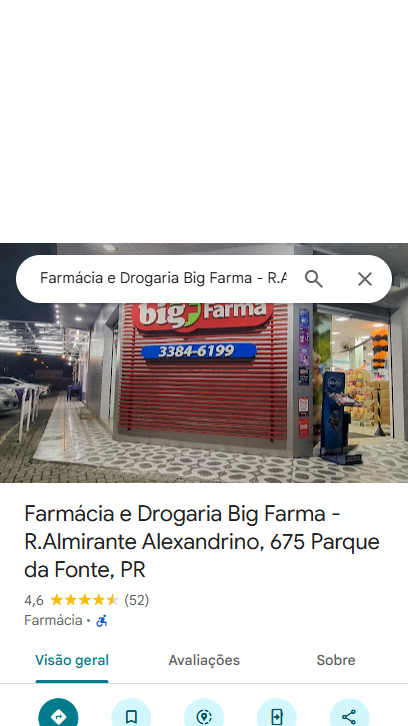 Farmácia e Drogaria Big Farma - R.A
big Farma
3384-6199
Farmácia e Drogaria Big Farma -
R.Almirante Alexandrino, 675 Parque
da Fonte, PR
4,6 (52)
Farmácia ·
Visão geral Avaliações Sobre